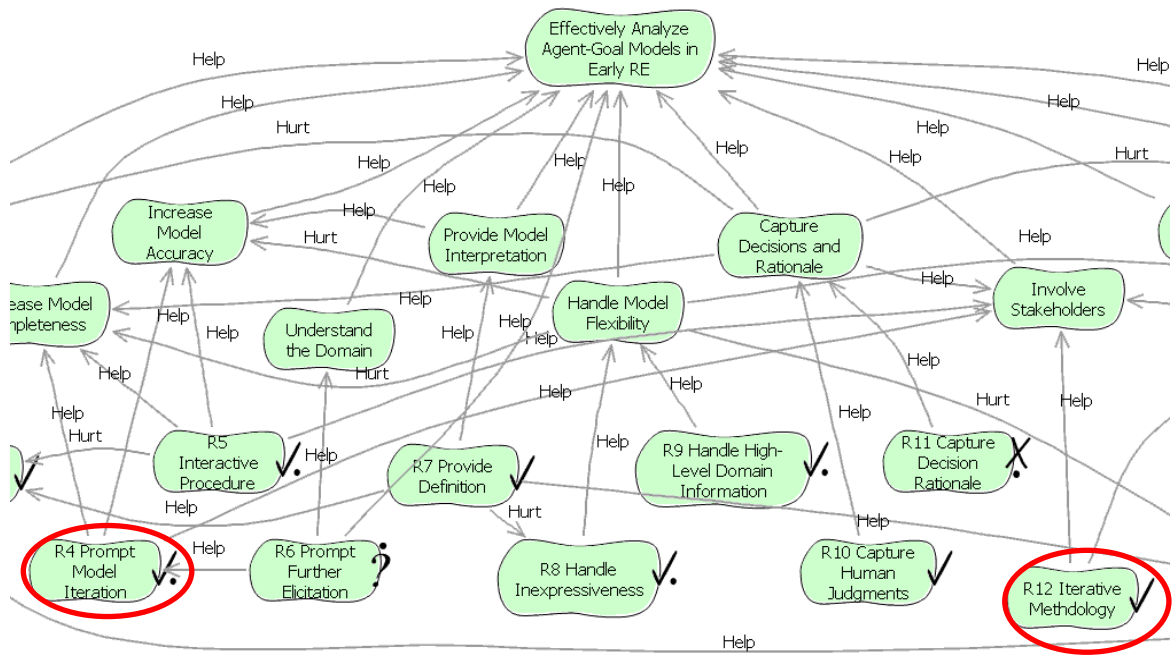 Effectively Analyze
Agent-Goal Models in
Early RE
Help
Help
Help
Help
Hurt
Help
Help
Help
Help
Help
Help
Hurt
Help
Increase
Model
Accuracy
Help
Hurt
Provide Model
Interpretation
Capture
Decisions and
Rationale
Help
Help
Involve
Stakeholders
ease Model
mpleteness
Help
Understand
the Domain
Help
Handle Model
Flexibility
Help
Help
Help
Help
Hurt
Help
Help
Help
Hurt
Help
Help
Hurt
Help
Help
R5
Interactive
Procedure
R7 Provide
Definition
R9 Handle High-
Level Domain
Information
R11 Capture
Decision
Rationale
Help
Help
Help
Hurt
Help
R4 Prompt
Model
Iteration
Help
R6 Prompt
Further
Elicitation
?
R8 Handle
Inexpressiveness
R10 Capture
Human
Judgments
R12 Iterative
Methdology
Help